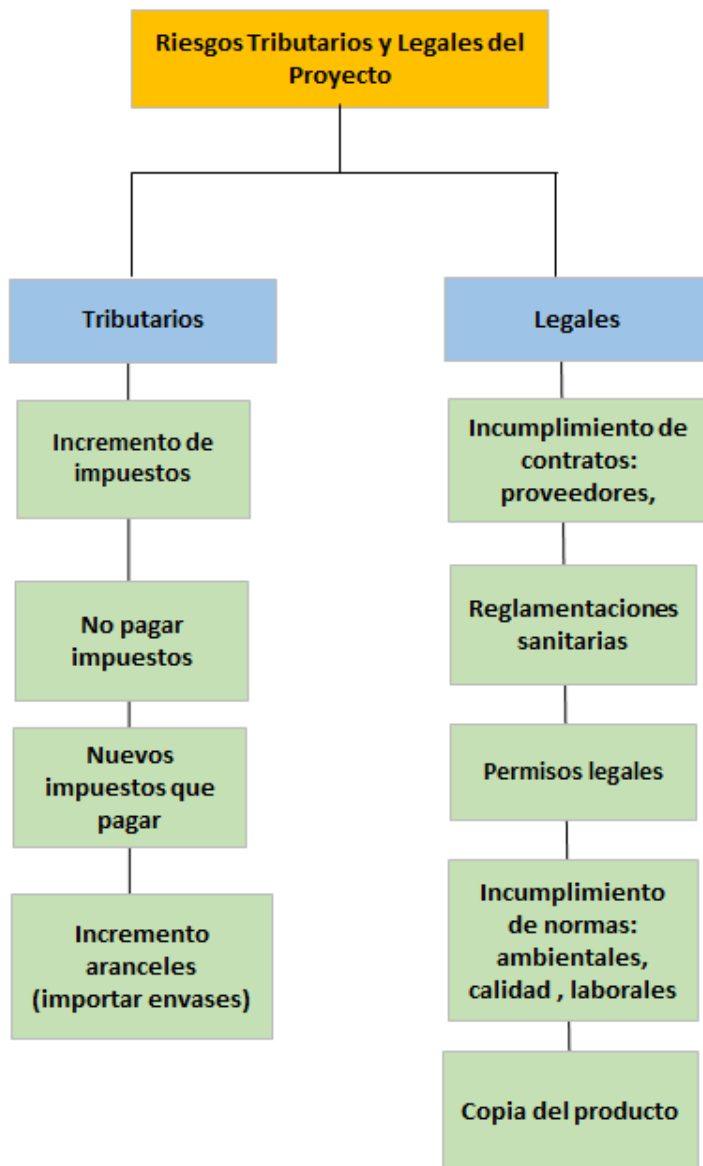 Riesgos Tributarios y Legales del
Proyecto
Tributarios
Incremento de
impuestos
No pagar
impuestos
Nuevos
impuestos que
pagar
Incremento
aranceles
(importar envases)
Legales
Incumplimiento de
contratos:
proveedores,
Reglamentaciones
sanitarias
Permisos legales
Incumplimiento
de normas:
ambientales,
calidad , laborales
Copia del producto